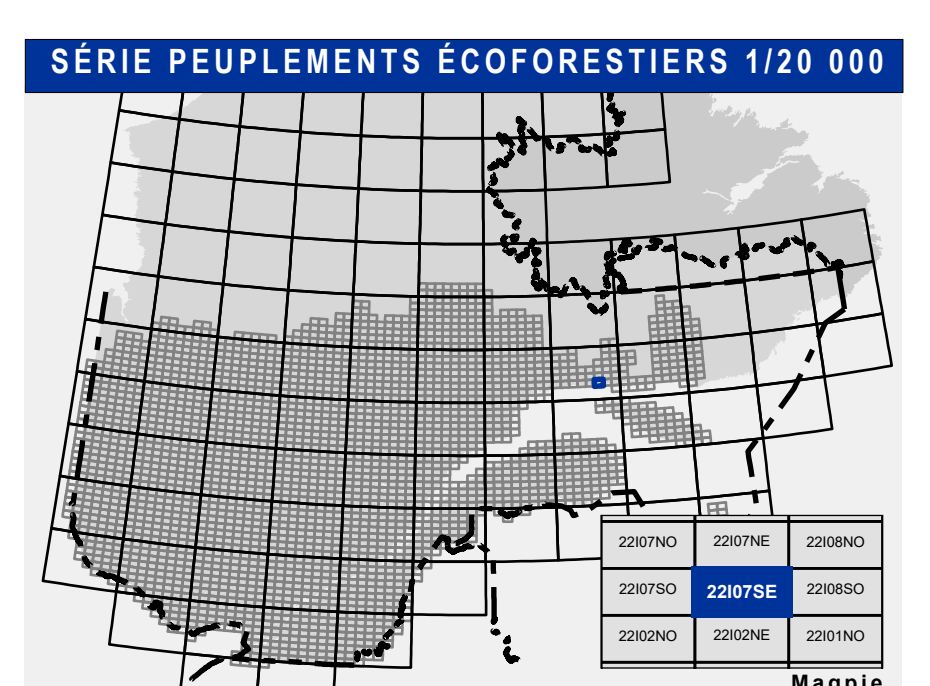 SÉRIE PEUPLEMENTS ÉCOFORESTIERS 1/20 000
22I07NO 22I07NE 22I08NO
22I07SO 22I07SE 22I08SO
22I02NO 22I02NE 22I01NO
Magpie